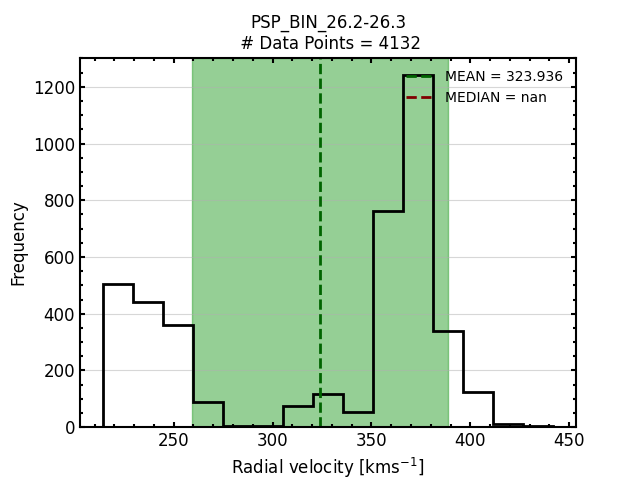 PSP_BIN_26.2-26.3
# Data Points = 4132
MEAN = 323.936
MEDIAN = nan
1200
1000
800
600
400
200
0
Frequency
250 300 350 400 450
Radial velocity [kms⁻¹]